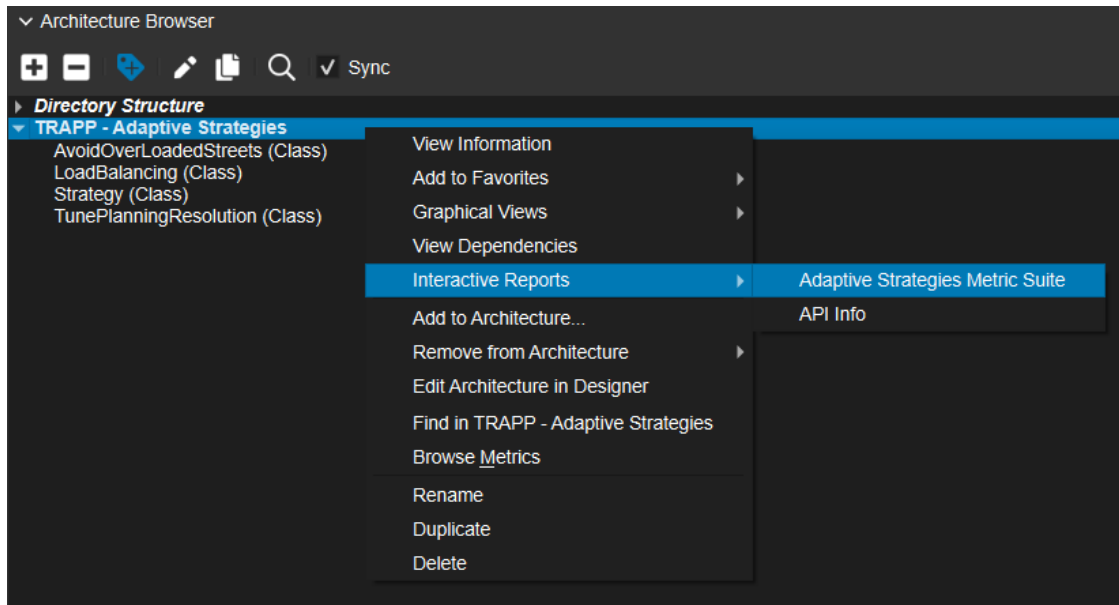 Architecture Browser
Sync
Directory Structure
TRAPP - Adaptive Strategies
AvoidOverLoadedStreets (Class)
LoadBalancing (Class)
Strategy (Class)
TunePlanningResolution (Class)
View Information
Add to Favorites
Graphical Views
View Dependencies
Interactive Reports
Adaptive Strategies Metric Suite
API Info
Add to Architecture...
Remove from Architecture
Edit Architecture in Designer
Find in TRAPP - Adaptive Strategies
Browse Metrics
Rename
Duplicate
Delete